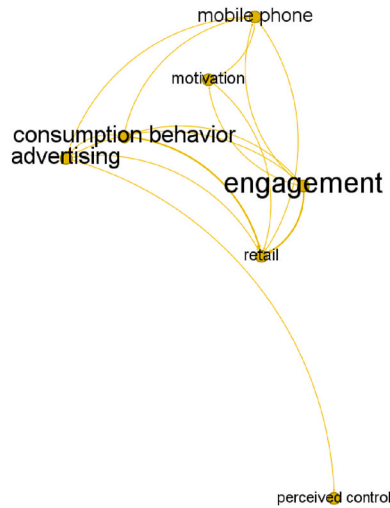 mobile phone
motivation
consumption behavior
advertising
engagement
retail
perceived control